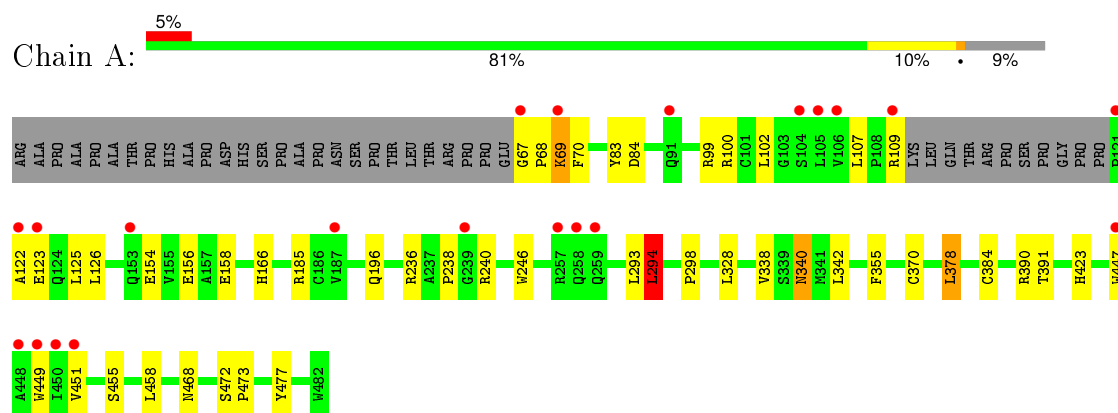 5%
Chain A:
81% 10% • 9%
ARG ALA PRO ALA PRO ALA THR PRO HIS ALA PRO ASP HIS SER PRO ALA PRO ASN SER PRO THR LEU THR ARG PRO GLU G67 P68 K69 F70 Y83 D84 Q91 R99 R100 C101 L102 G103 S104 L105 V106 L107 P108 R109 LYS LEU GLN THR ARG PRO SER PRO GLY PRO PRO
A122 E123 Q124 L125 L126 Q153 E154 V155 E156 A157 E158 H166 R185 C186 V187 Q196 R236 A237 P238 G239 R240 W246 R257 Q258 Q259 L293 L294 P298 L328 V338 S339 N340 M341 L342 F355 C370 L378 C384 R390 T391 H423 W447
A448 W449 I450 V451 S455 L458 N468 S472 P473 Y477 W482